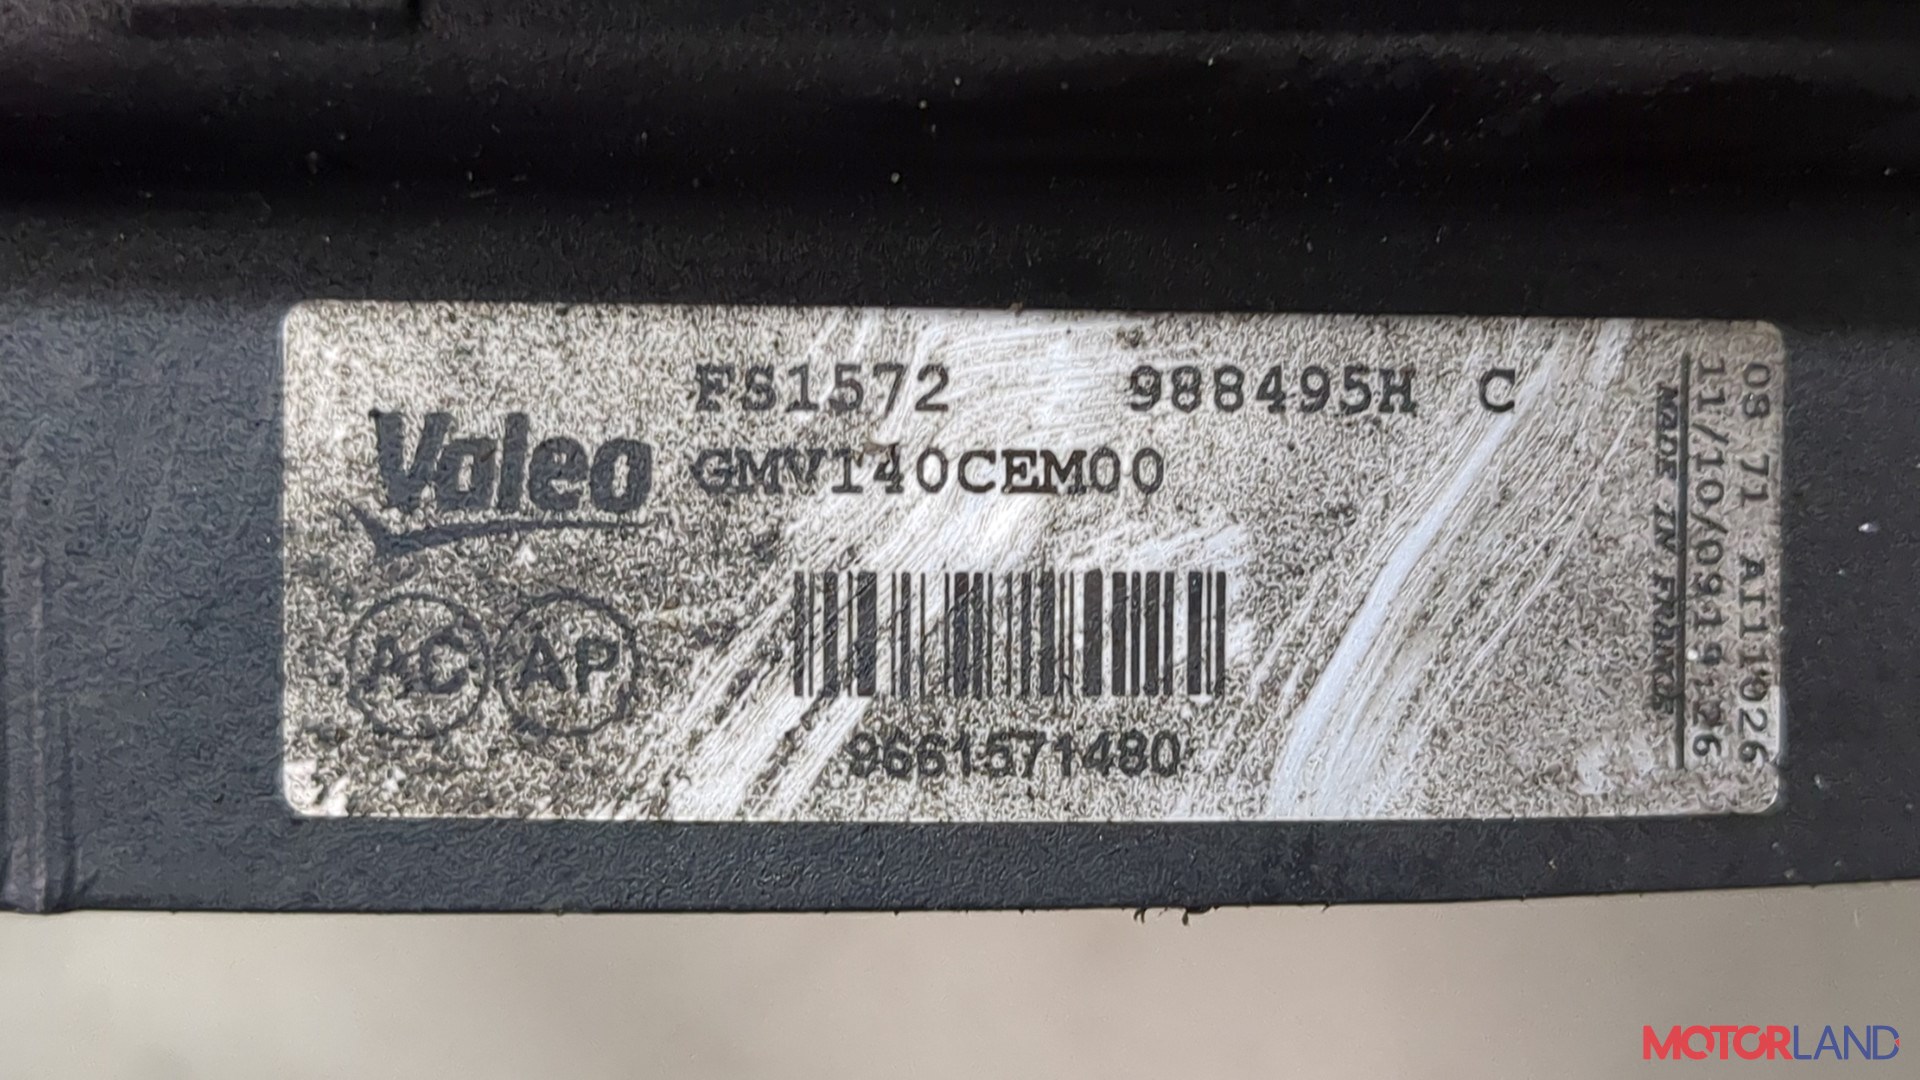 FS1572 988495H C
Valeo
GMV140CEM00
AC AP
9661571480
MADE IN FRANCE
11/10/09 19:26
08 71 AI11026
MOTORLAND